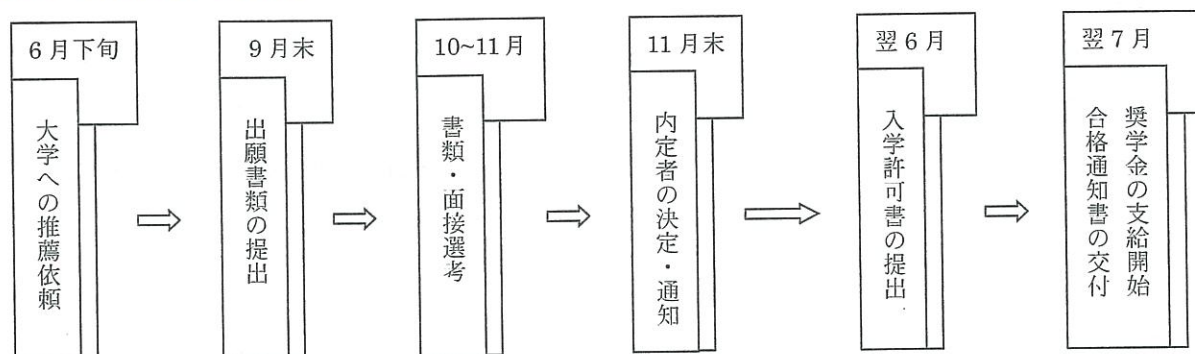 6月下旬
大学への推薦依頼
9月末
出願書類の提出
10~11月
書類・面接選考
11月末
内定者の決定・通知
翌6月
入学許可書の提出
翌7月
奨学金の支給開始
合格通知書の交付